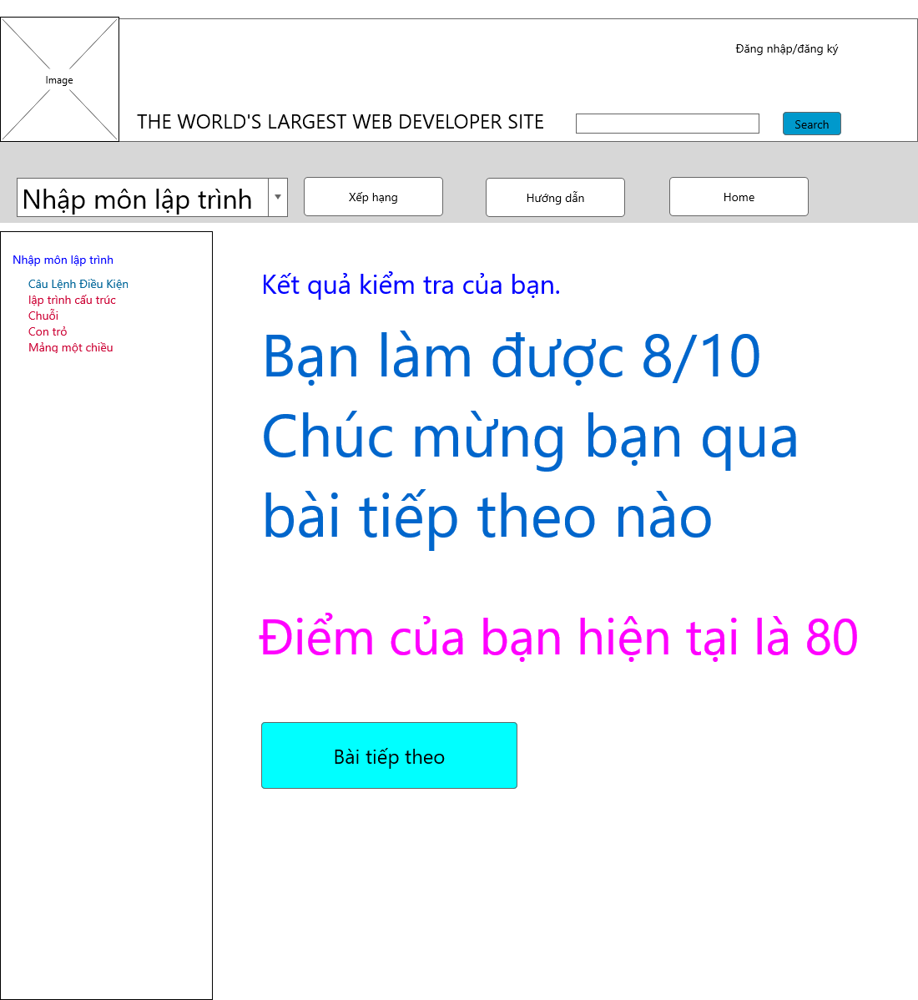 Đăng nhập/đăng ký
Image
THE WORLD'S LARGEST WEB DEVELOPER SITE
Search
Nhập môn lập trình
Xếp hạng
Hướng dẫn
Home
Nhập môn lập trình
Câu Lệnh Điều Kiện
lập trình cấu trúc
Chuỗi
Con trỏ
Mảng một chiều
Kết quả kiểm tra của bạn.
Bạn làm được 8/10
Chúc mừng bạn qua
bài tiếp theo nào
Điểm của bạn hiện tại là 80
Bài tiếp theo